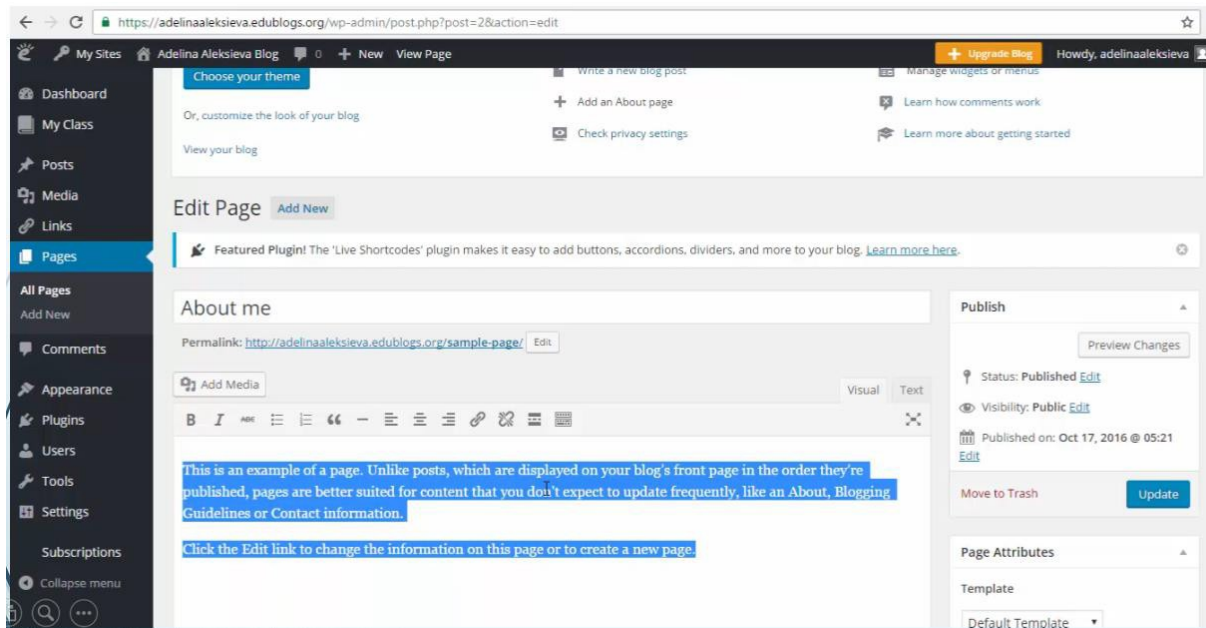 https://adelinaaleksieva.edublogs.org/wp-admin/post.php?post=2&action=edit
My Sites Adelina Aleksieva Blog 0 + New View Page Upgrade Blog Howdy, adelinaaleksieva
Dashboard
My Class
Posts
Media
Links
Pages
All Pages
Add New
Comments
Appearance
Plugins
Users
Tools
Settings
Subscriptions
Collapse menu
Choose your theme
Or, customize the look of your blog
View your blog
Write a new blog post
Add an About page
Check privacy settings
Manage widgets or menus
Learn how comments work
Learn more about getting started
Edit Page Add New
Featured Plugin! The 'Live Shortcodes' plugin makes it easy to add buttons, accordions, dividers, and more to your blog. Learn more here.
About me
Permalink: http://adelinaaleksieva.edublogs.org/sample-page/ Edit
Add Media
Visual Text
B I ABC
This is an example of a page. Unlike posts, which are displayed on your blog's front page in the order they're
published, pages are better suited for content that you don't expect to update frequently, like an About, Blogging
Guidelines or Contact information.
Click the Edit link to change the information on this page or to create a new page.
Publish
Preview Changes
Status: Published Edit
Visibility: Public Edit
Published on: Oct 17, 2016 @ 05:21
Edit
Move to Trash Update
Page Attributes
Template
Default Template